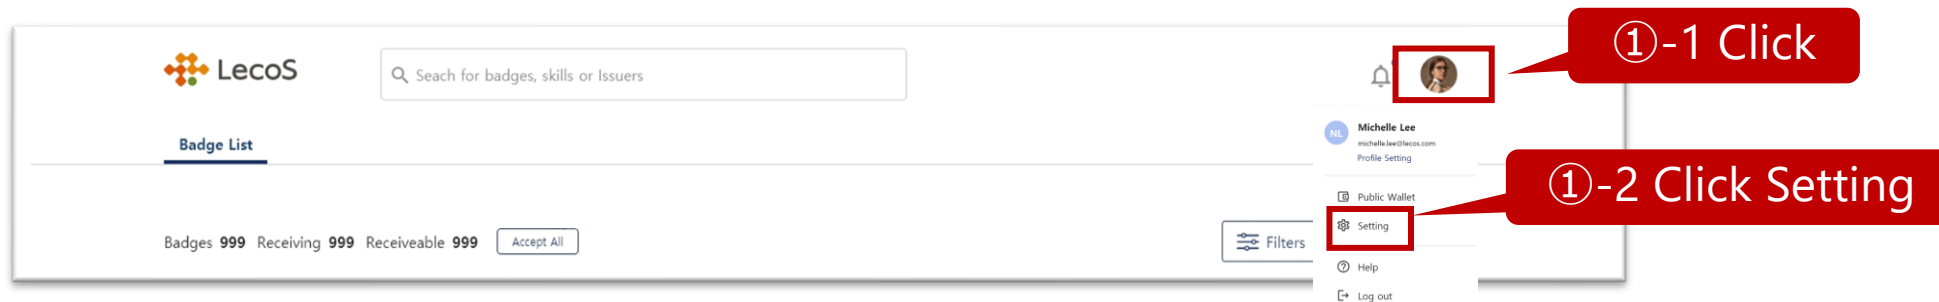 ①-1 Click
LecoS
Seach for badges, skills or Issuers
Badge List
NL
Michelle Lee
michelle.lee@lecos.com
Profile Setting
①-2 Click Setting
Public Wallet
Setting
Badges 999 Receiving 999 Receiveable 999 Accept All
Filters
Help
Log out